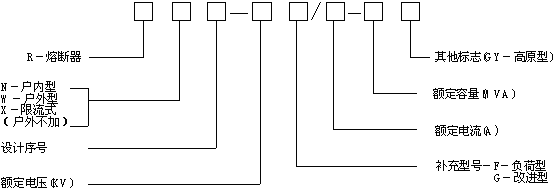 □ □ □－□ □/□－□ □
R－熔断器
N－户内型
W－户外型
X－限流式
（户外不加）
设计序号
额定电压(KV)
其他标志(GY－高原型)
额定容量(MVA)
额定电流(A)
补充型号－F－负荷型
G－改进型